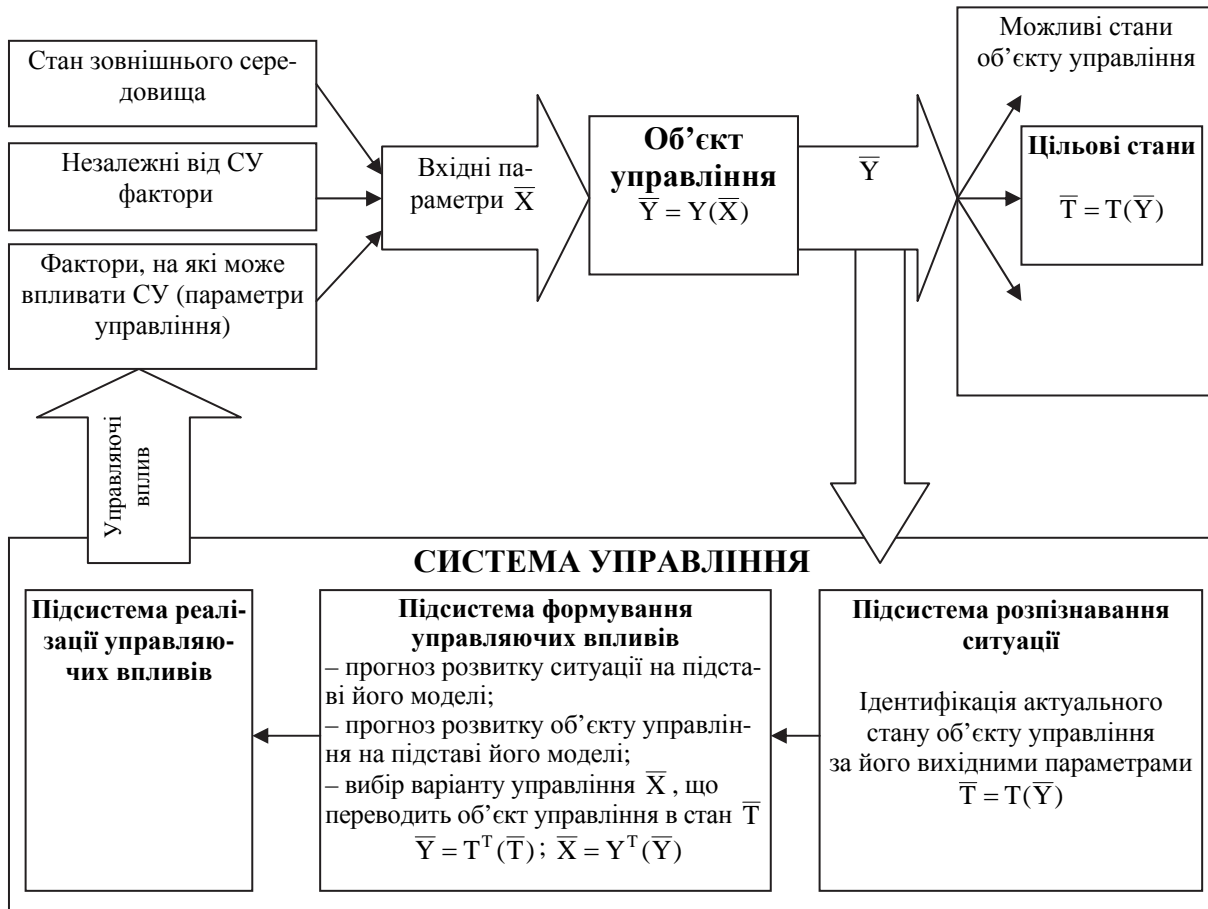 Стан зовнішнього сере-
довища
Незалежні від СУ
фактори
Фактори, на які може
впливати СУ (параметри
управління)
Вхідні па-
раметри X̅
Об’єкт
управління
Y̅ = Y(X̅)
Y̅
Можливі стани
об’єкту управління
Цільові стани
T̅ = T(Y̅)
Управляючі
вплив
СИСТЕМА УПРАВЛІННЯ
Підсистема реалі-
зації управляю-
чих впливів
Підсистема формування
управляючих впливів
– прогноз розвитку ситуації на підста-
ві його моделі;
– прогноз розвитку об’єкту управлін-
ня на підставі його моделі;
– вибір варіанту управління X̅ , що
переводить об’єкт управління в стан T̅
Y̅ = Tᵀ(T̅) ; X̅ = Yᵀ(Y̅)
Підсистема розпізнавання
ситуації
Ідентифікація актуального
стану об’єкту управління
за його вихідними параметрами
T̅ = T(Y̅)